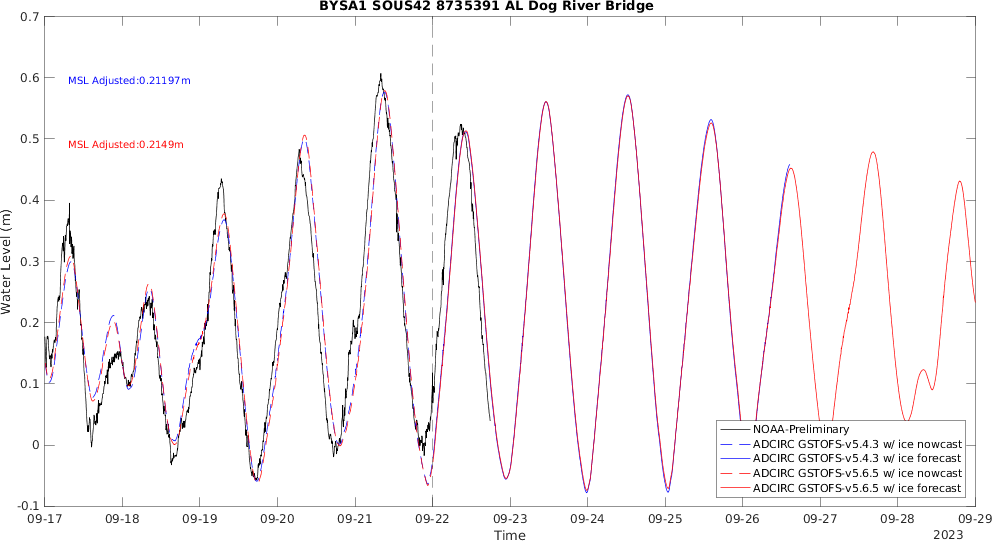 BYSA1 SOUS42 8735391 AL Dog River Bridge
0.7
0.6
0.5
0.4
0.3
0.2
0.1
0
-0.1
Water Level (m)
MSL Adjusted:0.21197m
MSL Adjusted:0.2149m
NOAA-Preliminary
ADCIRC GSTOFS-v5.4.3 w/ ice nowcast
ADCIRC GSTOFS-v5.4.3 w/ ice forecast
ADCIRC GSTOFS-v5.6.5 w/ ice nowcast
ADCIRC GSTOFS-v5.6.5 w/ ice forecast
09-17 09-18 09-19 09-20 09-21 09-22 09-23 09-24 09-25 09-26 09-27 09-28 09-29
Time
2023